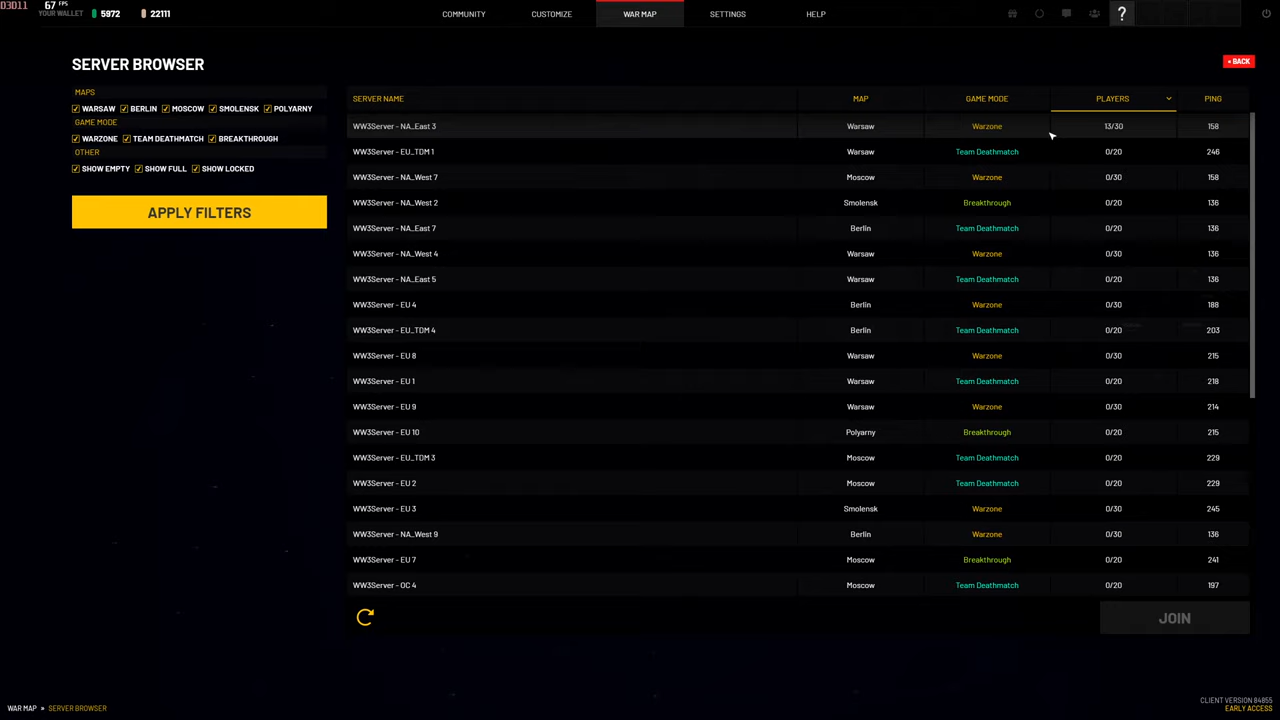 D3D11 67 FPS
YOUR WALLET 5972 22111 COMMUNITY CUSTOMIZE WAR MAP SETTINGS HELP ?
SERVER BROWSER
BACK
MAPS
WARSAW BERLIN MOSCOW SMOLENSK POLYARNY
GAME MODE
WARZONE TEAM DEATHMATCH BREAKTHROUGH
OTHER
SHOW EMPTY SHOW FULL SHOW LOCKED
APPLY FILTERS
SERVER NAME MAP GAME MODE PLAYERS PING
WW3Server - NA_East 3 Warsaw Warzone 13/30 158
WW3Server - EU_TDM 1 Warsaw Team Deathmatch 0/20 246
WW3Server - NA_West 7 Moscow Warzone 0/30 158
WW3Server - NA_West 2 Smolensk Breakthrough 0/20 136
WW3Server - NA_East 7 Berlin Team Deathmatch 0/20 136
WW3Server - NA_West 4 Warsaw Warzone 0/30 136
WW3Server - NA_East 5 Warsaw Team Deathmatch 0/20 136
WW3Server - EU 4 Berlin Warzone 0/30 188
WW3Server - EU_TDM 4 Berlin Team Deathmatch 0/20 203
WW3Server - EU 8 Warsaw Warzone 0/30 215
WW3Server - EU 1 Warsaw Team Deathmatch 0/20 218
WW3Server - EU 9 Warsaw Warzone 0/30 214
WW3Server - EU 10 Polyarny Breakthrough 0/20 215
WW3Server - EU_TDM 3 Moscow Team Deathmatch 0/20 229
WW3Server - EU 2 Moscow Team Deathmatch 0/20 229
WW3Server - EU 3 Smolensk Warzone 0/30 245
WW3Server - NA_West 9 Berlin Warzone 0/30 136
WW3Server - EU 7 Moscow Breakthrough 0/20 241
WW3Server - OC 4 Moscow Team Deathmatch 0/20 197
JOIN
CLIENT VERSION 84855
WAR MAP » SERVER BROWSER EARLY ACCESS